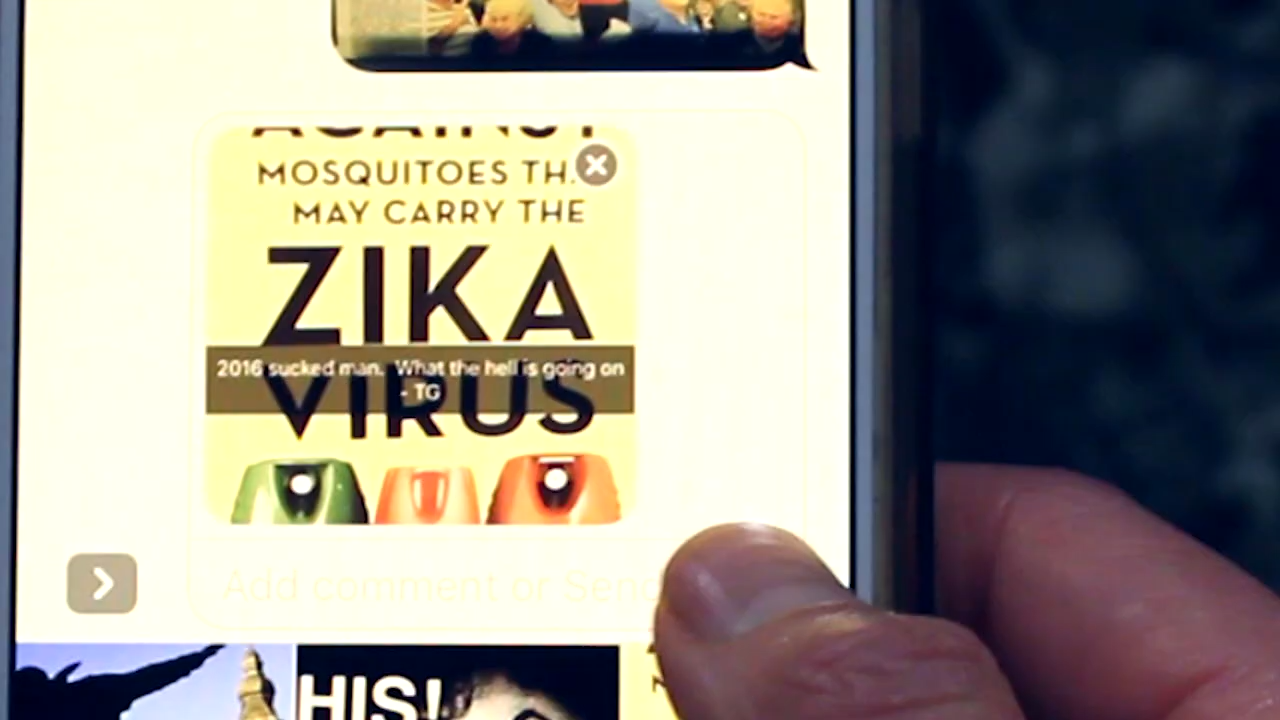 AGAINST
MOSQUITOES TH
MAY CARRY THE
ZIKA
2016 sucked man. What the hell is going on
- TG
VIRUS
Add comment or Send
HIS!